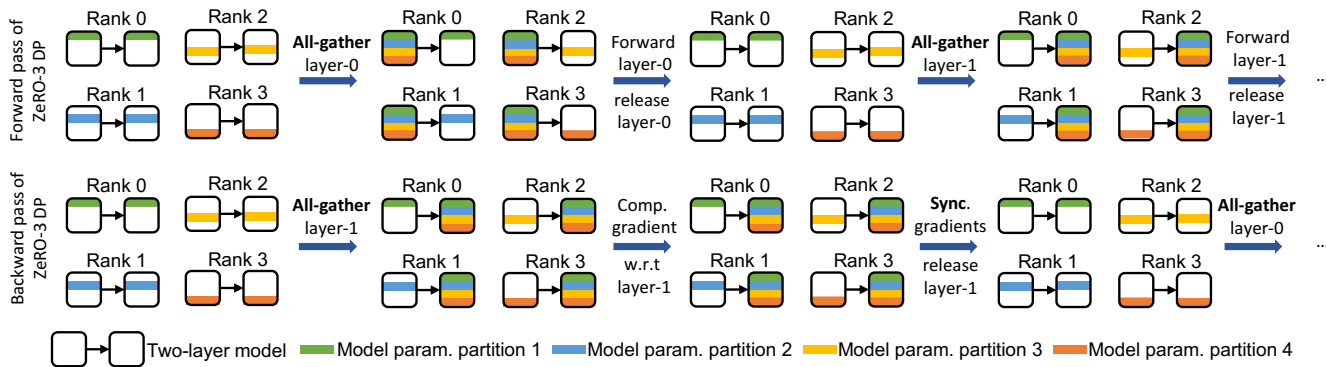 Forward pass of
ZeRO-3 DP
Rank 0
Rank 2
Rank 1
Rank 3
All-gather
layer-0
Rank 0
Rank 2
Rank 1
Rank 3
Forward
layer-0
release
layer-0
Rank 0
Rank 2
Rank 1
Rank 3
All-gather
layer-1
Rank 0
Rank 2
Rank 1
Rank 3
Forward
layer-1
release
layer-1
...
Backward pass of
ZeRO-3 DP
Rank 0
Rank 2
Rank 1
Rank 3
All-gather
layer-1
Rank 0
Rank 2
Rank 1
Rank 3
Comp.
gradient
w.r.t
layer-1
Rank 0
Rank 2
Rank 1
Rank 3
Sync.
gradients
release
layer-1
Rank 0
Rank 2
Rank 1
Rank 3
All-gather
layer-0
...
Two-layer model
Model param. partition 1
Model param. partition 2
Model param. partition 3
Model param. partition 4